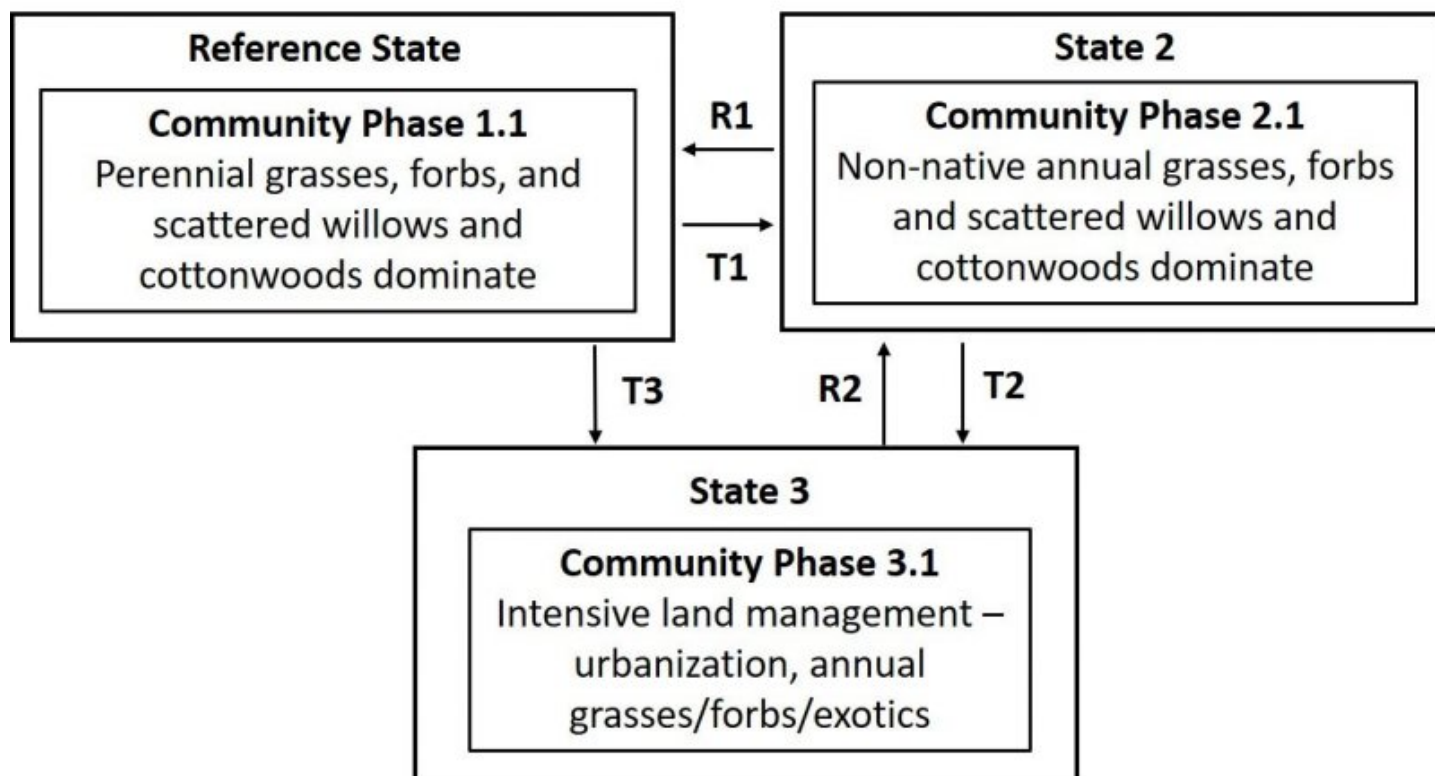 Reference State
Community Phase 1.1
Perennial grasses, forbs, and
scattered willows and
cottonwoods dominate
R1
T1
State 2
Community Phase 2.1
Non-native annual grasses, forbs
and scattered willows and
cottonwoods dominate
T3
R2
T2
State 3
Community Phase 3.1
Intensive land management –
urbanization, annual
grasses/forbs/exotics